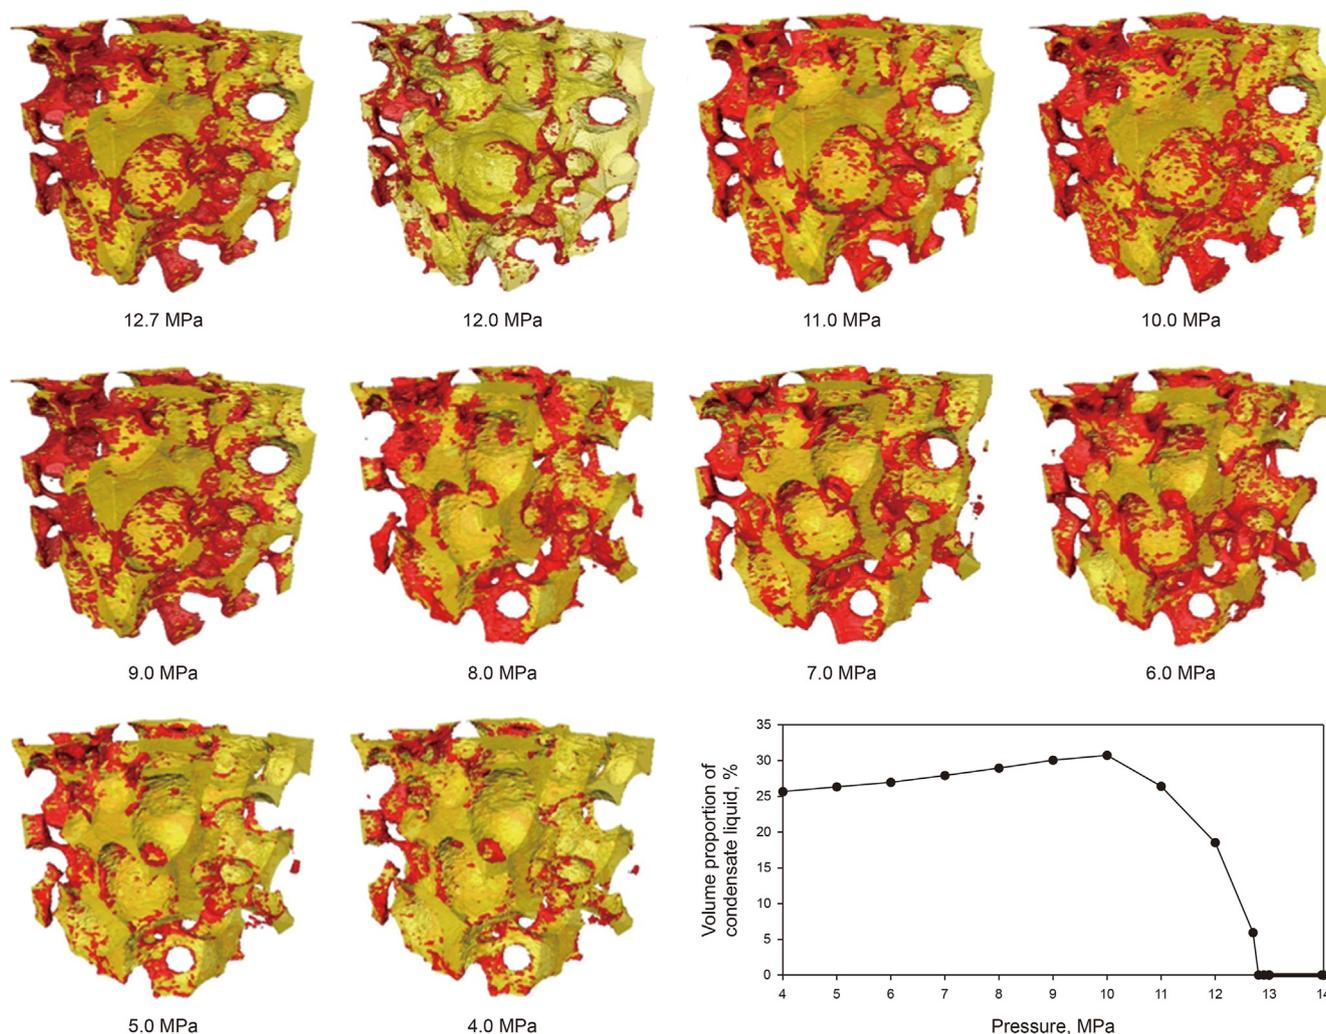 12.7 MPa
12.0 MPa
11.0 MPa
10.0 MPa
9.0 MPa
8.0 MPa
7.0 MPa
6.0 MPa
5.0 MPa
4.0 MPa
Volume proportion of
condensate liquid, %
35
30
25
20
15
10
5
0
4 5 6 7 8 9 10 11 12 13 14
Pressure, MPa